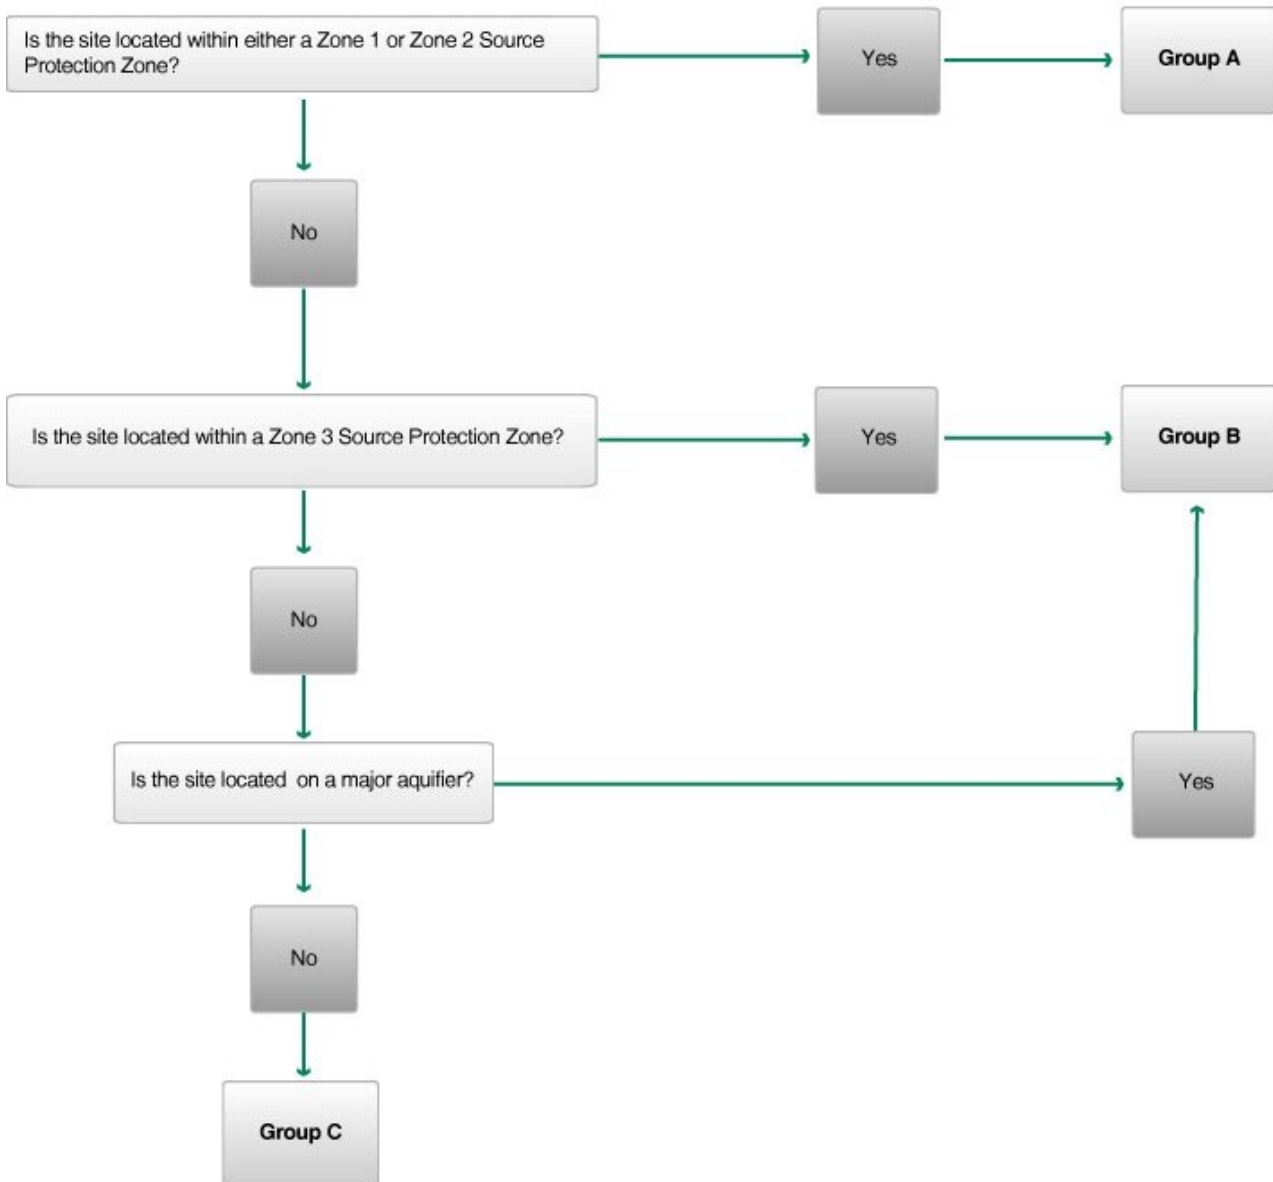 Is the site located within either a Zone 1 or Zone 2 Source
Protection Zone?
Yes
Group A
No
Is the site located within a Zone 3 Source Protection Zone?
Yes
Group B
No
Is the site located on a major aquifier?
Yes
No
Group C